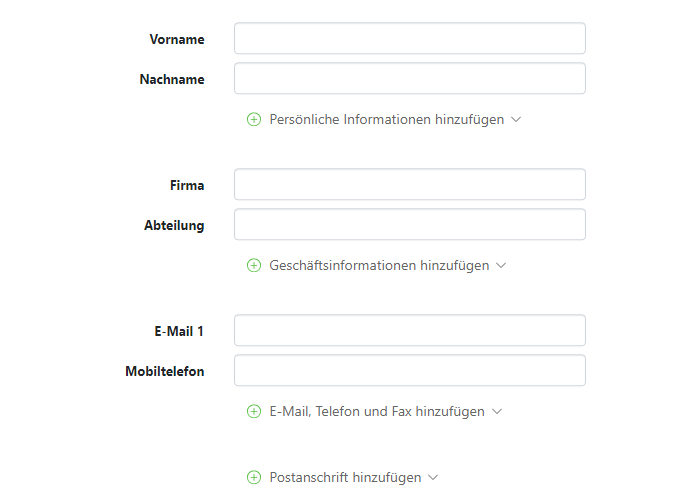 Vorname
Nachname
Persönliche Informationen hinzufügen
Firma
Abteilung
Geschäftsinformationen hinzufügen
E-Mail 1
Mobiltelefon
E-Mail, Telefon und Fax hinzufügen
Postanschrift hinzufügen